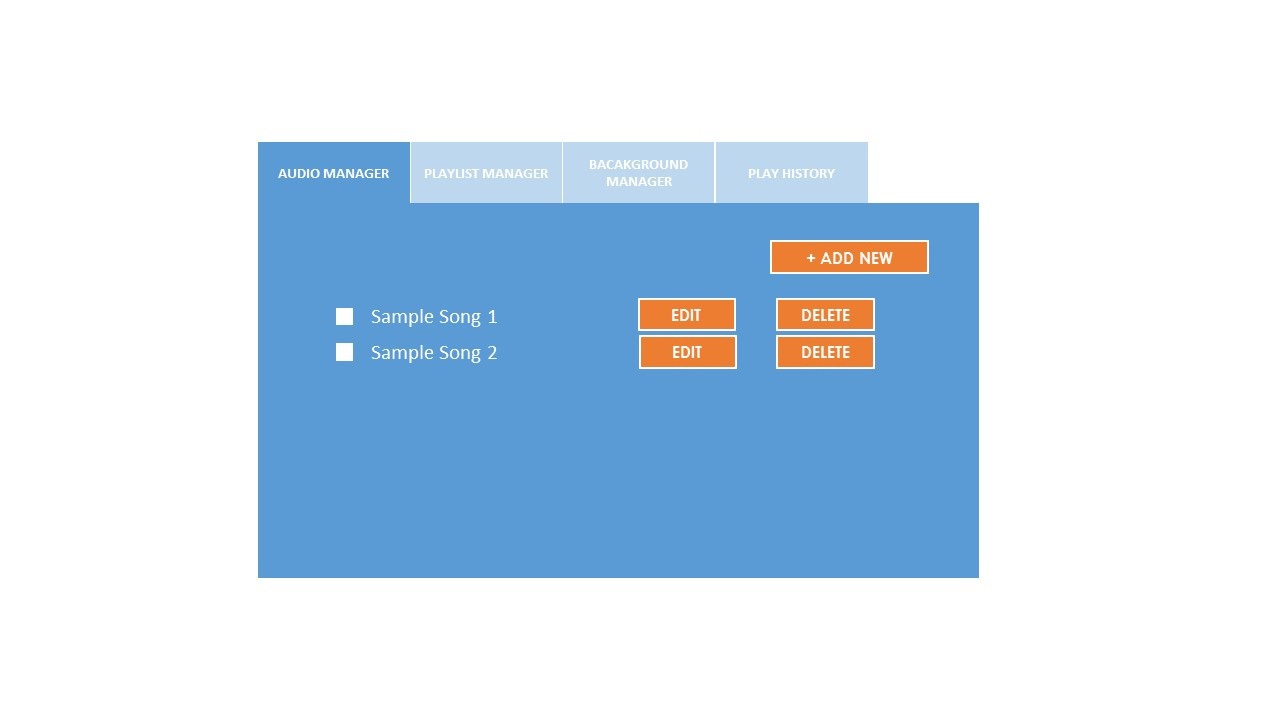 AUDIO MANAGER
PLAYLIST MANAGER
BACAKGROUND
MANAGER
PLAY HISTORY
+ ADD NEW
Sample Song 1
EDIT
DELETE
Sample Song 2
EDIT
DELETE